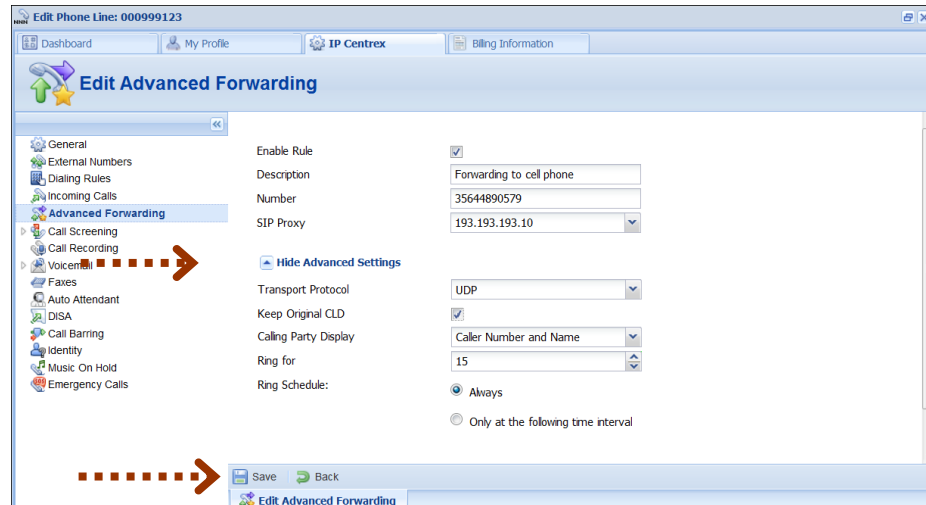 Edit Phone Line: 000999123
Dashboard My Profile IP Centrex Billing Information
Edit Advanced Forwarding
General
External Numbers
Dialing Rules
Incoming Calls
Advanced Forwarding
Call Screening
Call Recording
Voicemail
Faxes
Auto Attendant
DISA
Call Barring
Identity
Music On Hold
Emergency Calls
Enable Rule
Description Forwarding to cell phone
Number 35644890579
SIP Proxy 193.193.193.10
Hide Advanced Settings
Transport Protocol UDP
Keep Original CLD
Calling Party Display Caller Number and Name
Ring for 15
Ring Schedule: Always
Only at the following time interval
Save Back
Edit Advanced Forwarding